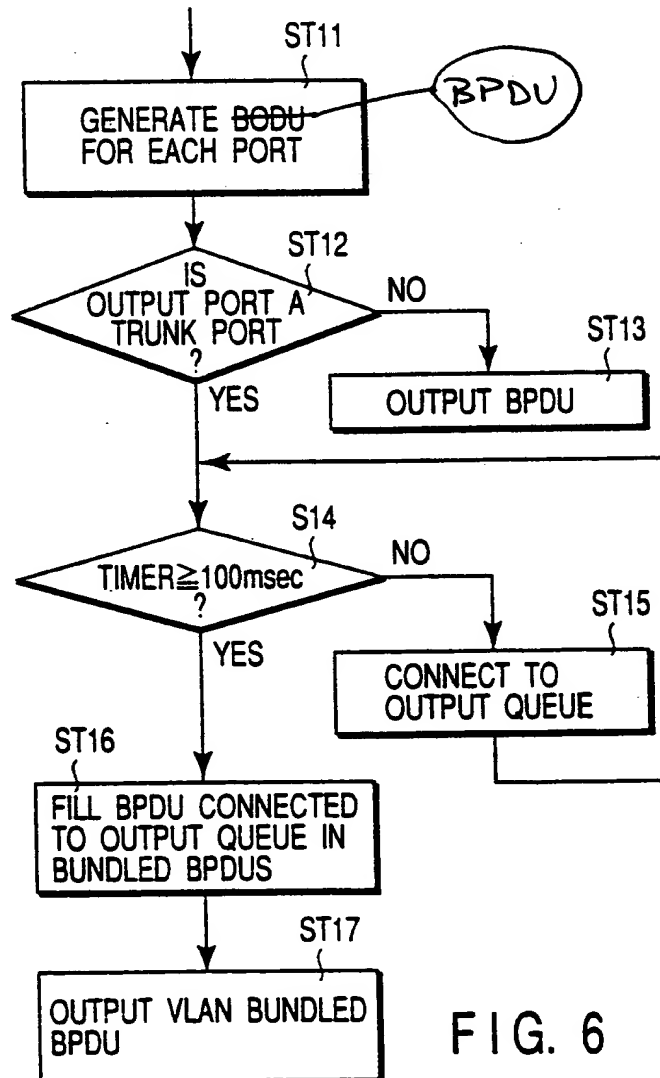 ST11
GENERATE BODU
FOR EACH PORT
BPDU
ST12
IS
OUTPUT PORT A
TRUNK PORT
?
NO
YES
ST13
OUTPUT BPDU
S14
TIMER≧100msec
?
NO
YES
ST15
CONNECT TO
OUTPUT QUEUE
ST16
FILL BPDU CONNECTED
TO OUTPUT QUEUE IN
BUNDLED BPDUS
ST17
OUTPUT VLAN BUNDLED
BPDU
FIG. 6